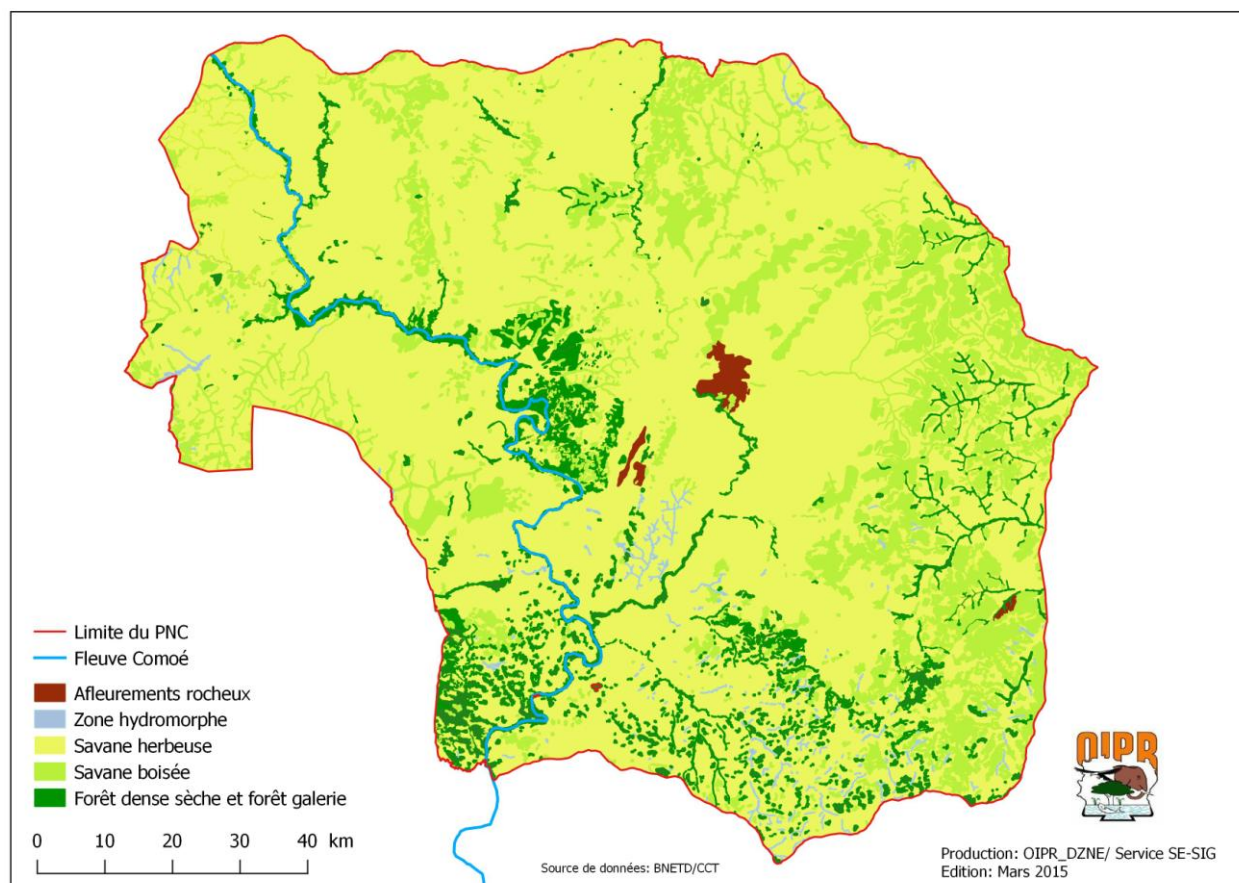 Limite du PNC
Fleuve Comoé
Afleurements rocheux
Zone hydromorphe
Savane herbeuse
Savane boisée
Forêt dense sèche et forêt galerie
0 10 20 30 40 km
Source de données: BNETD/CCT
OIPR
Production: OIPR_DZNE/ Service SE-SIG
Edition: Mars 2015